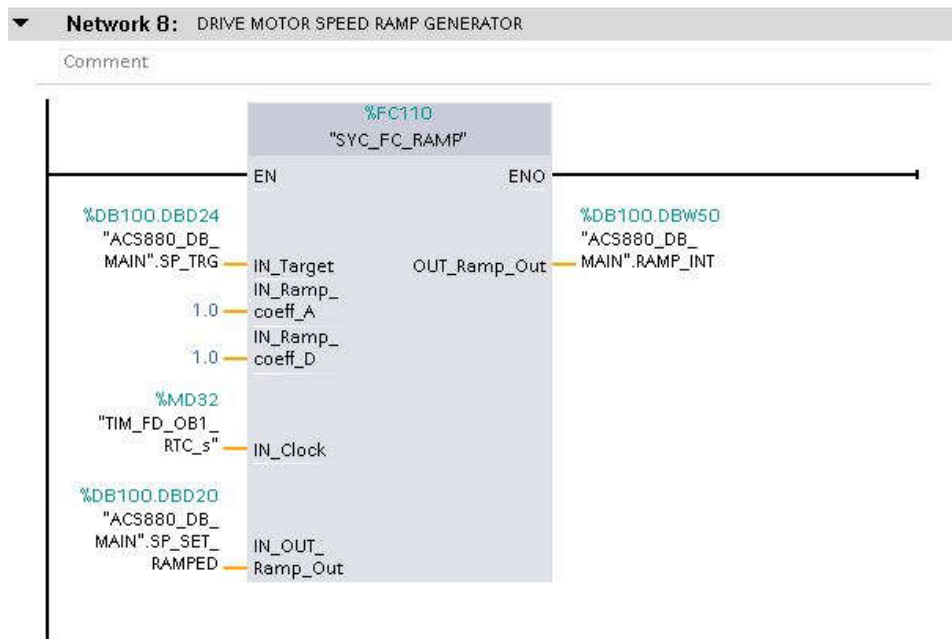 Network 8: DRIVE MOTOR SPEED RAMP GENERATOR
Comment
%FC110
"SYC_FC_RAMP"
EN
ENO
%DB100.DBD24
"ACS880_DB_
MAIN".SP_TRG
IN_Target
%DB100.DBW50
"ACS880_DB_
MAIN".RAMP_INT
OUT_Ramp_Out
1.0
IN_Ramp_
coeff_A
1.0
IN_Ramp_
coeff_D
%MD32
"TIM_FD_OB1_
RTC_s"
IN_Clock
%DB100.DBD20
"ACS880_DB_
MAIN".SP_SET_
RAMPED
IN_OUT_
Ramp_Out